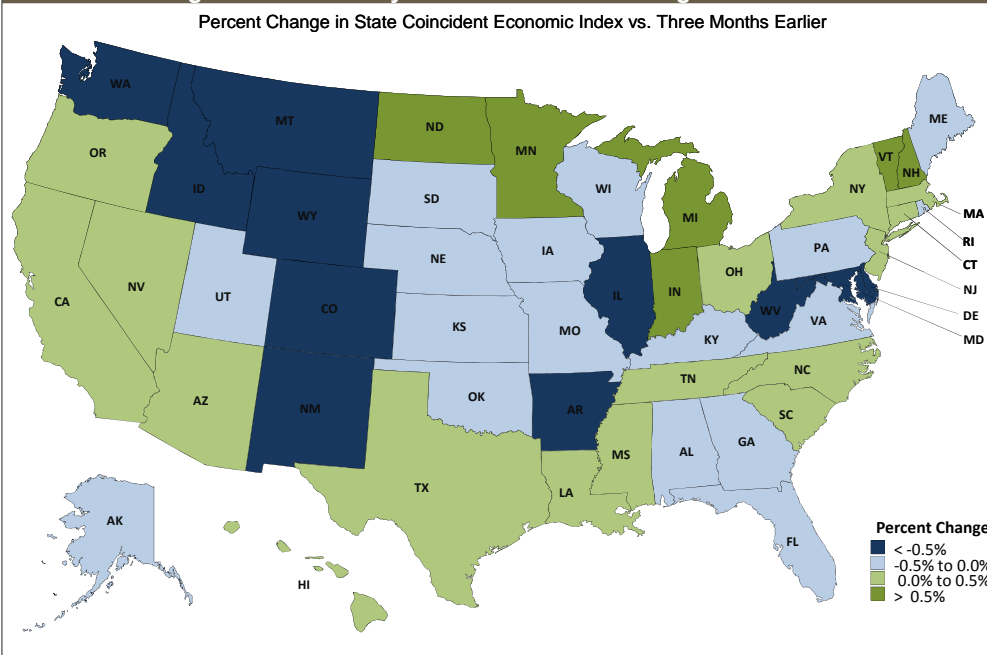 Percent Change in State Coincident Economic Index vs. Three Months Earlier
WA
MT
ND
MN
ME
OR
VT
NH
ID
WY
SD
WI
MI
NY
MA
RI
CT
NJ
DE
MD
NE
IA
PA
CA
NV
UT
CO
IL
IN
OH
WV
VA
KS
MO
KY
AZ
NM
OK
AR
TN
NC
SC
TX
LA
MS
AL
GA
FL
AK
HI
Percent Change
< -0.5%
-0.5% to 0.0%
0.0% to 0.5%
> 0.5%